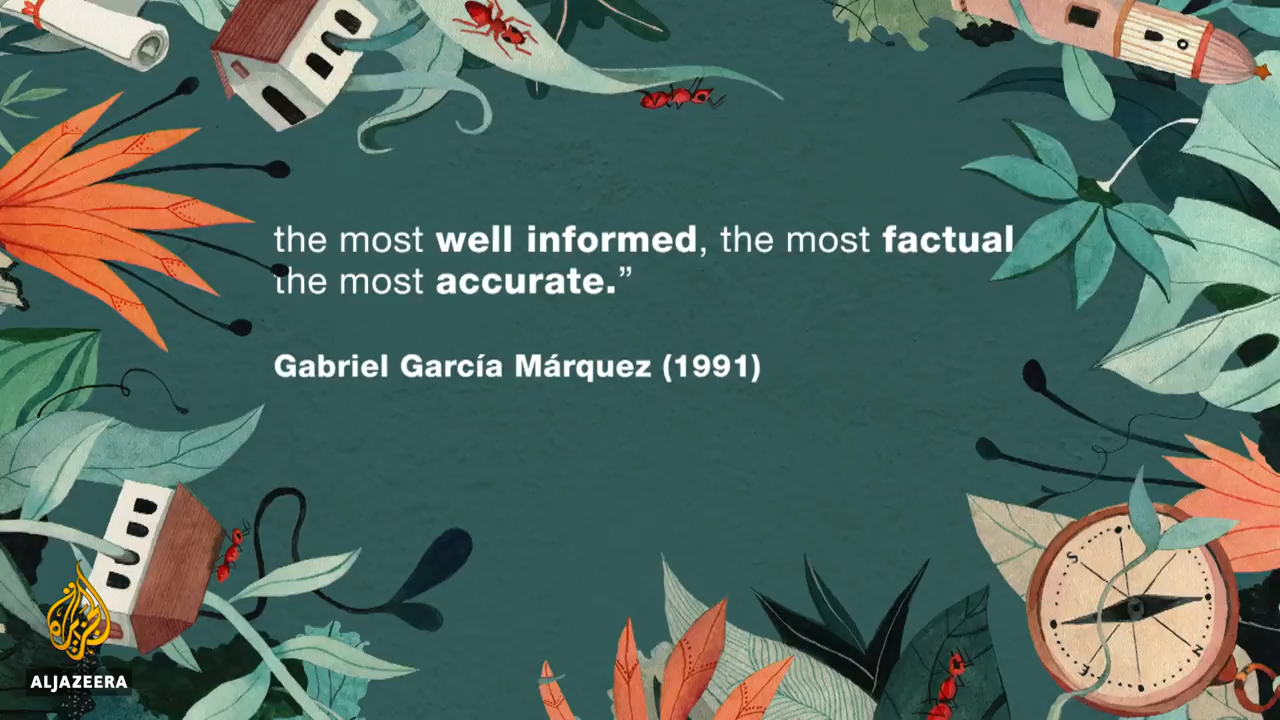 the most well informed, the most factual
the most accurate.”
Gabriel García Márquez (1991)
S
E
N
ALJAZEERA